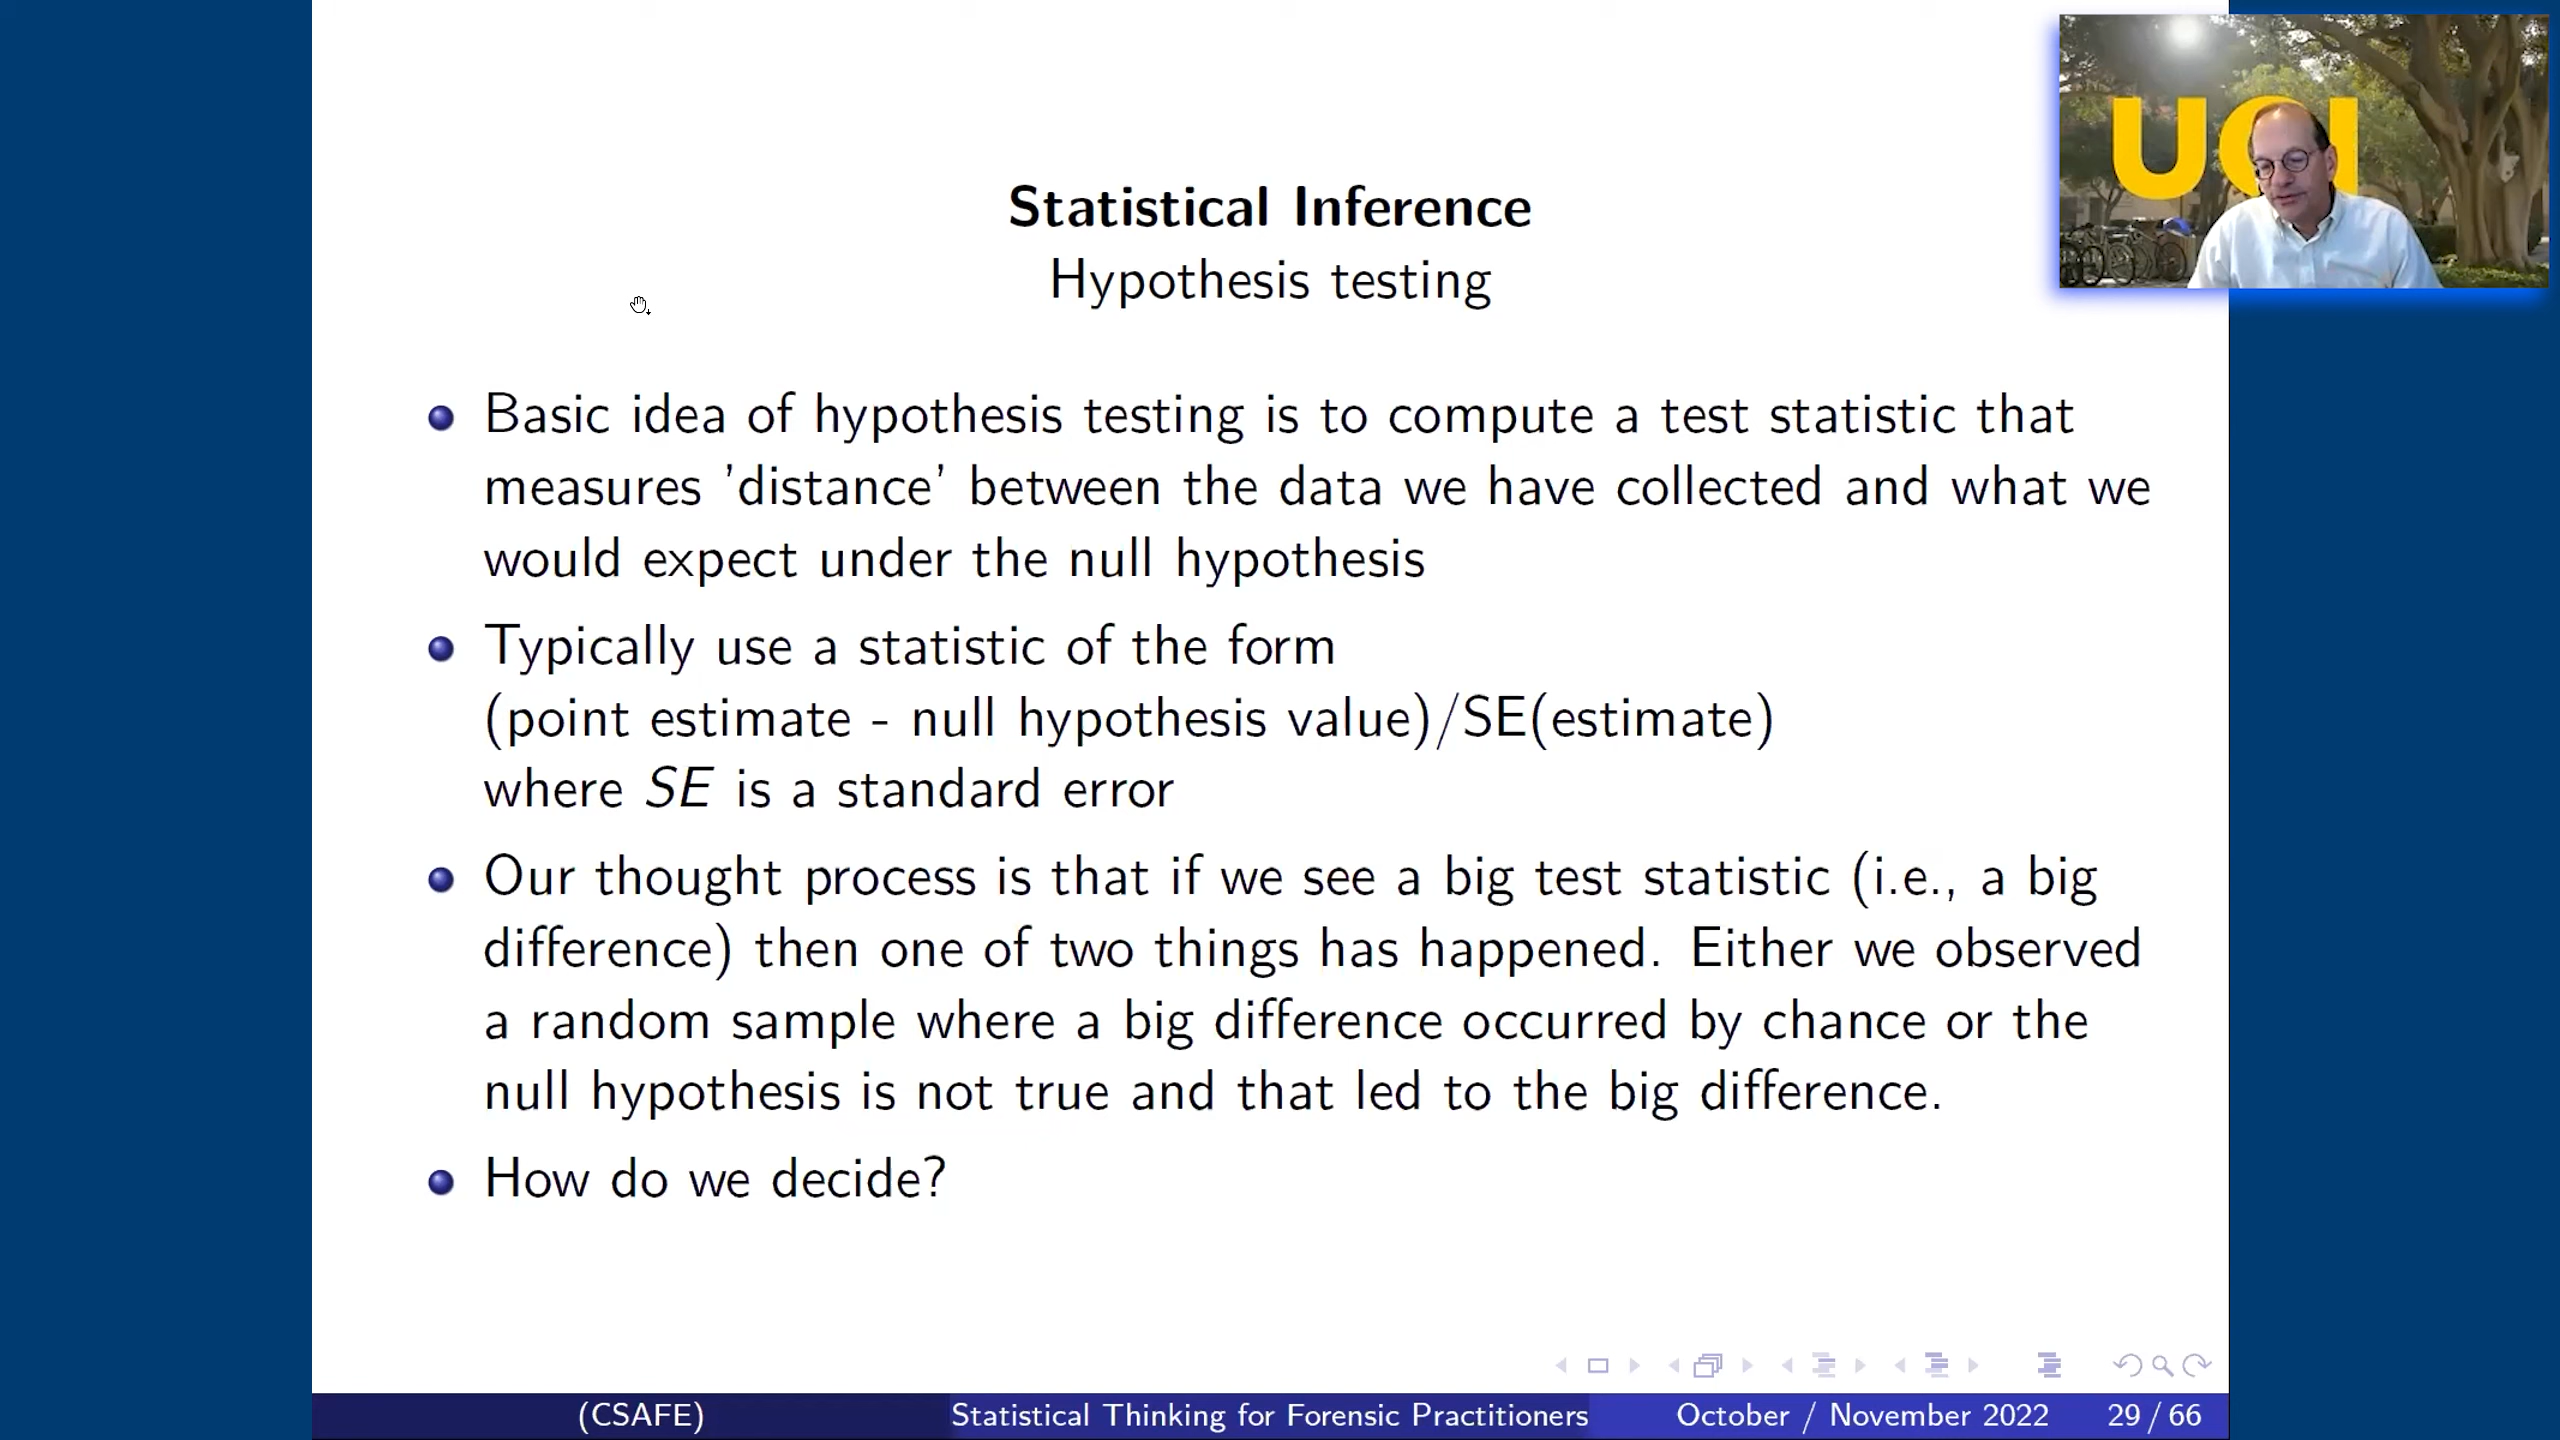 UCI
Statistical Inference
Hypothesis testing
Basic idea of hypothesis testing is to compute a test statistic that
measures 'distance' between the data we have collected and what we
would expect under the null hypothesis
Typically use a statistic of the form
(point estimate - null hypothesis value)/SE(estimate)
where SE is a standard error
Our thought process is that if we see a big test statistic (i.e., a big
difference) then one of two things has happened. Either we observed
a random sample where a big difference occurred by chance or the
null hypothesis is not true and that led to the big difference.
How do we decide?
(CSAFE) Statistical Thinking for Forensic Practitioners October / November 2022 29 / 66